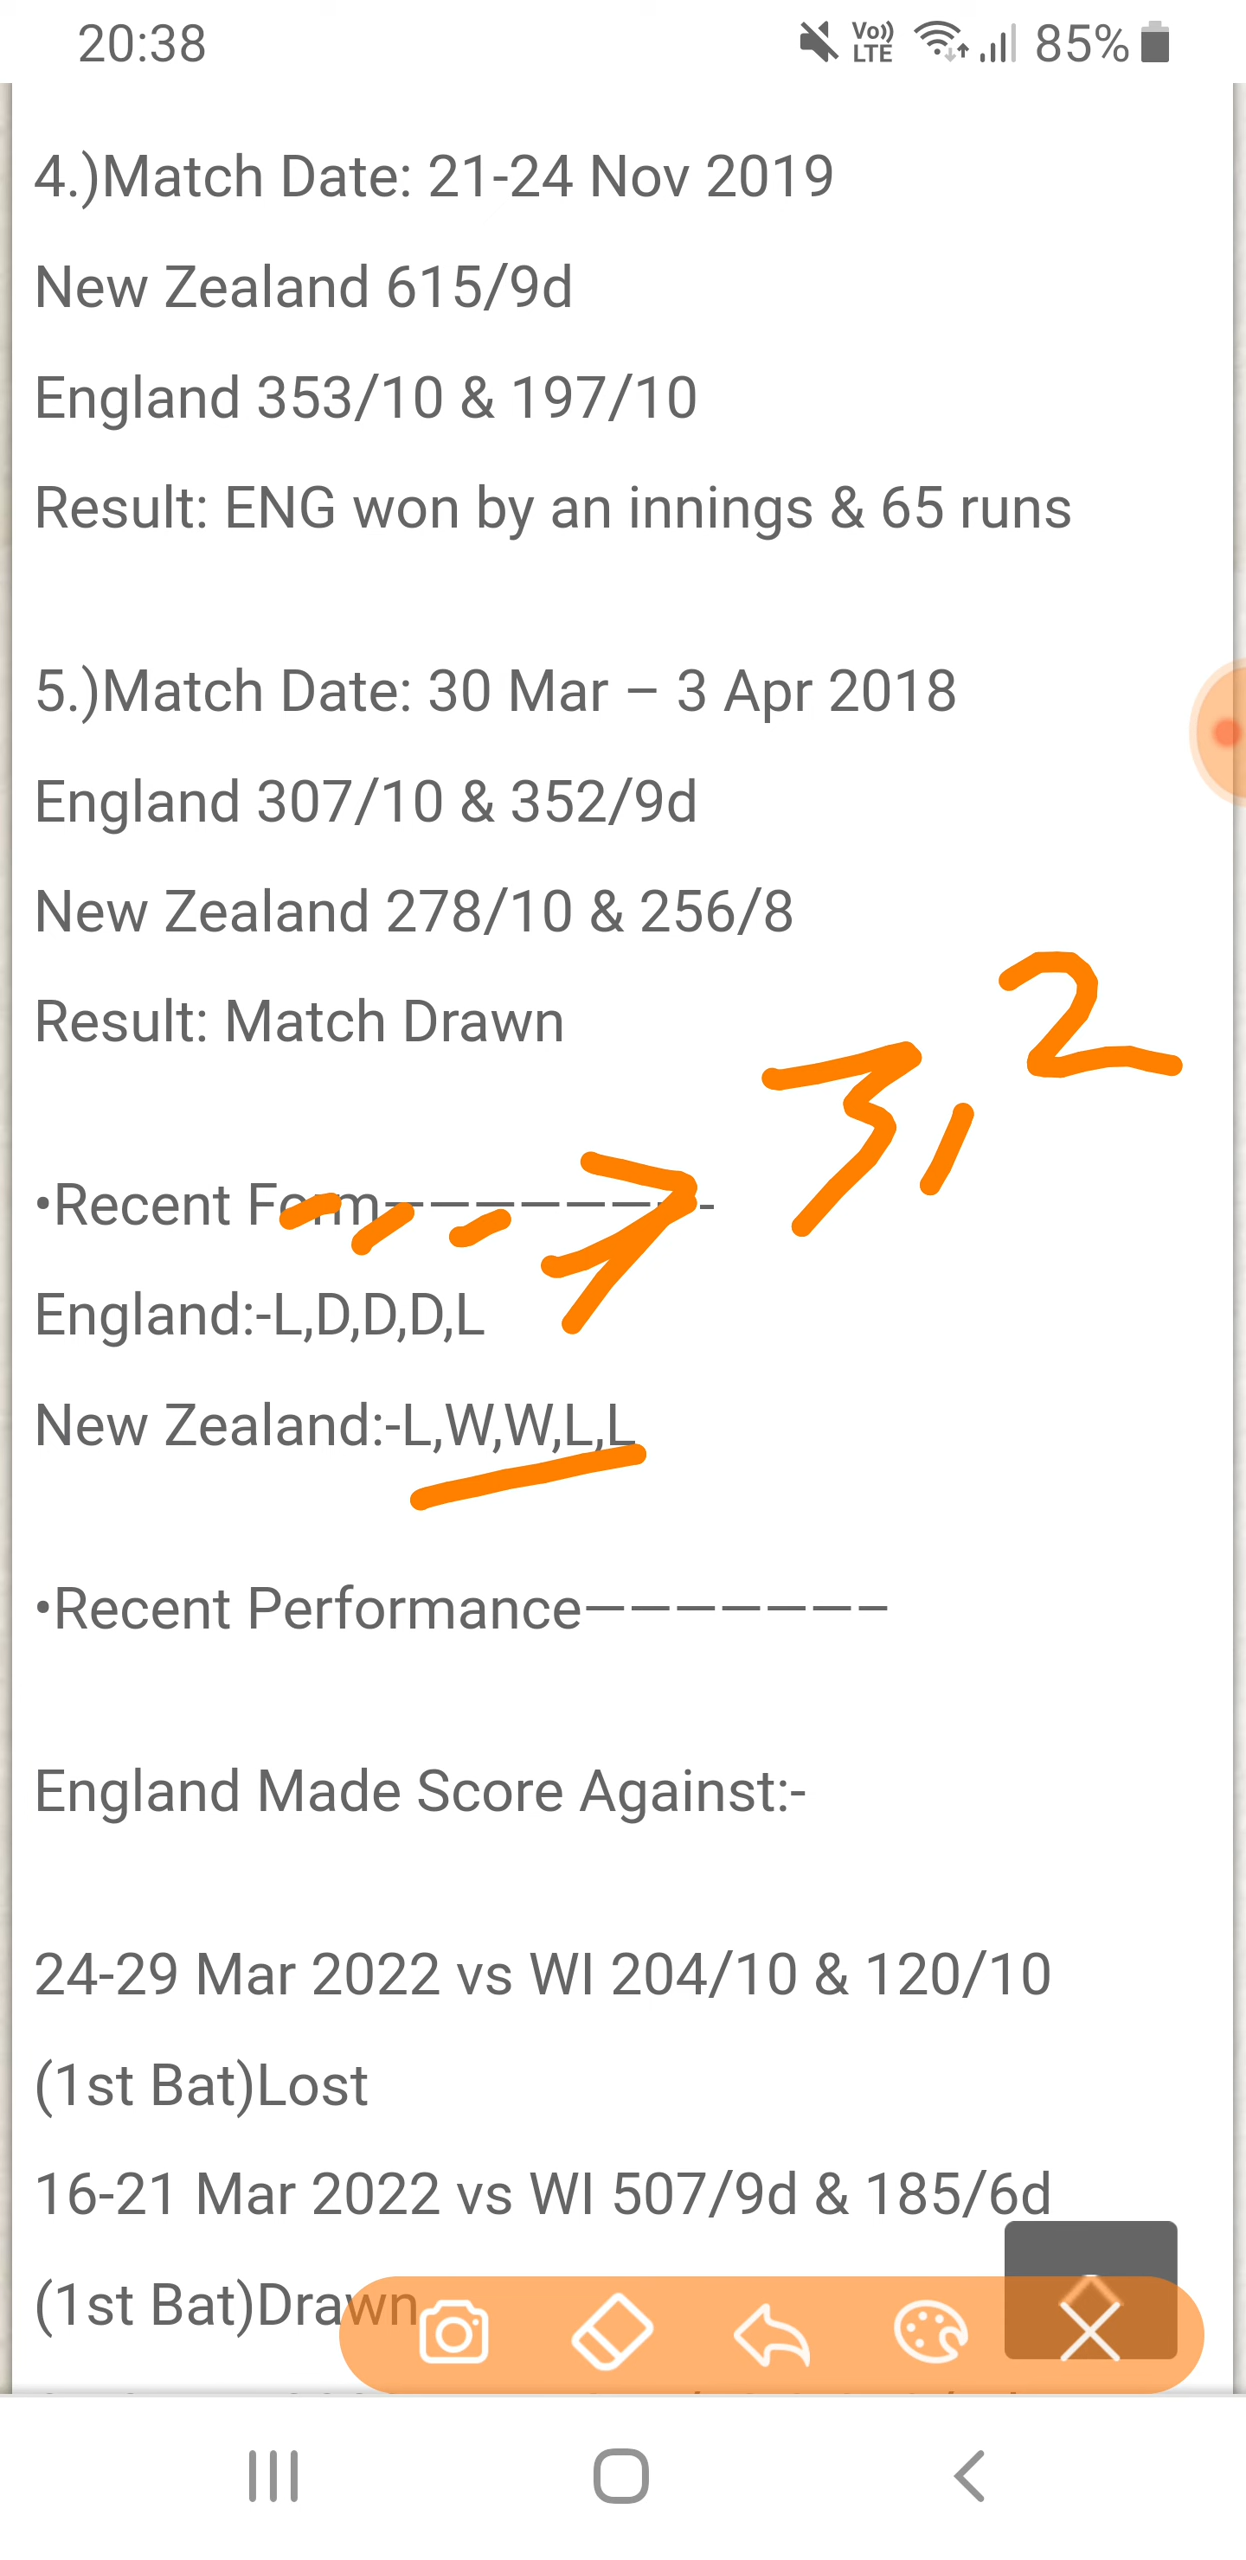 20:38 Vo)) LTE 85%
4.)Match Date: 21-24 Nov 2019
New Zealand 615/9d
England 353/10 & 197/10
Result: ENG won by an innings & 65 runs
5.)Match Date: 30 Mar – 3 Apr 2018
England 307/10 & 352/9d
New Zealand 278/10 & 256/8
Result: Match Drawn
3,2
•Recent Form———————-
England:-L,D,D,D,L
New Zealand:-L,W,W,L,L
•Recent Performance———————
England Made Score Against:-
24-29 Mar 2022 vs WI 204/10 & 120/10
(1st Bat)Lost
16-21 Mar 2022 vs WI 507/9d & 185/6d
(1st Bat)Drawn